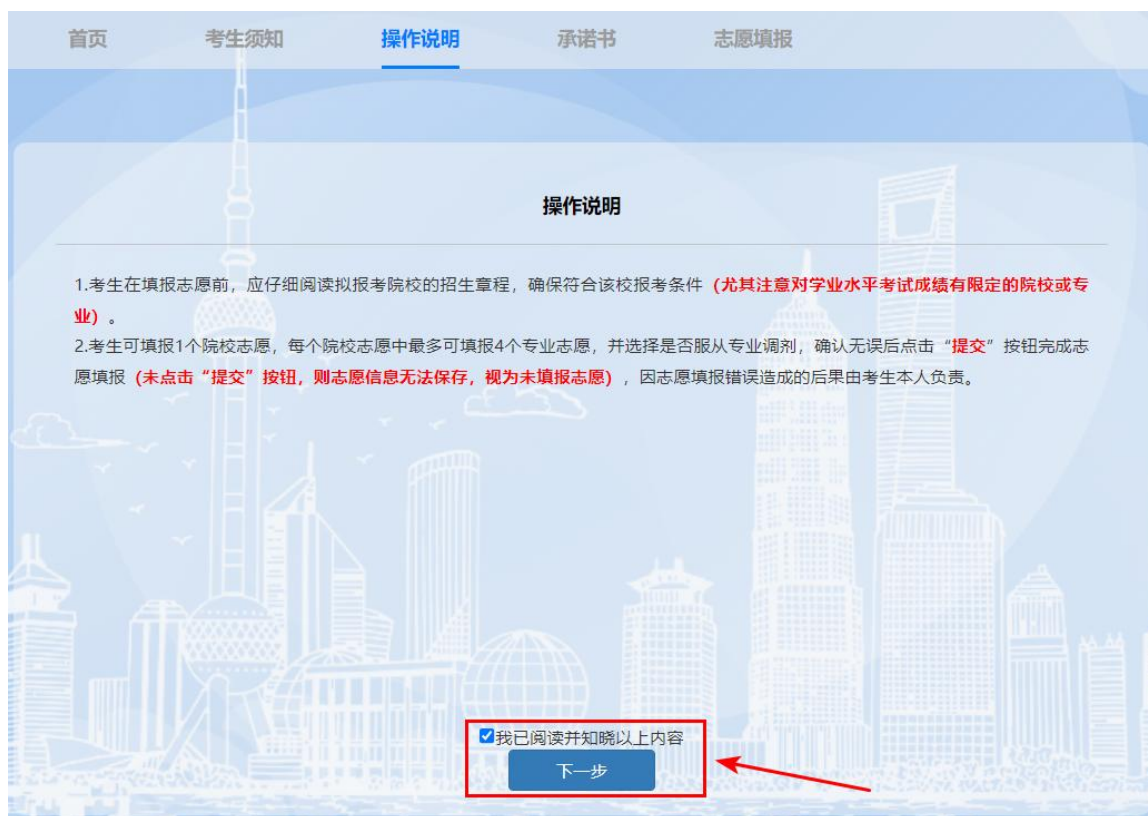 首页 考生须知 操作说明 承诺书 志愿填报
操作说明
1.考生在填报志愿前，应仔细阅读拟报考院校的招生章程，确保符合该校报考条件（尤其注意对学业水平考试成绩有限定的院校或专
业）。
2.考生可填报1个院校志愿，每个院校志愿中最多可填报4个专业志愿，并选择是否服从专业调剂，确认无误后点击“提交”按钮完成志
愿填报（未点击“提交”按钮，则志愿信息无法保存，视为未填报志愿），因志愿填报错误造成的后果由考生本人负责。
我已阅读并知晓以上内容
下一步